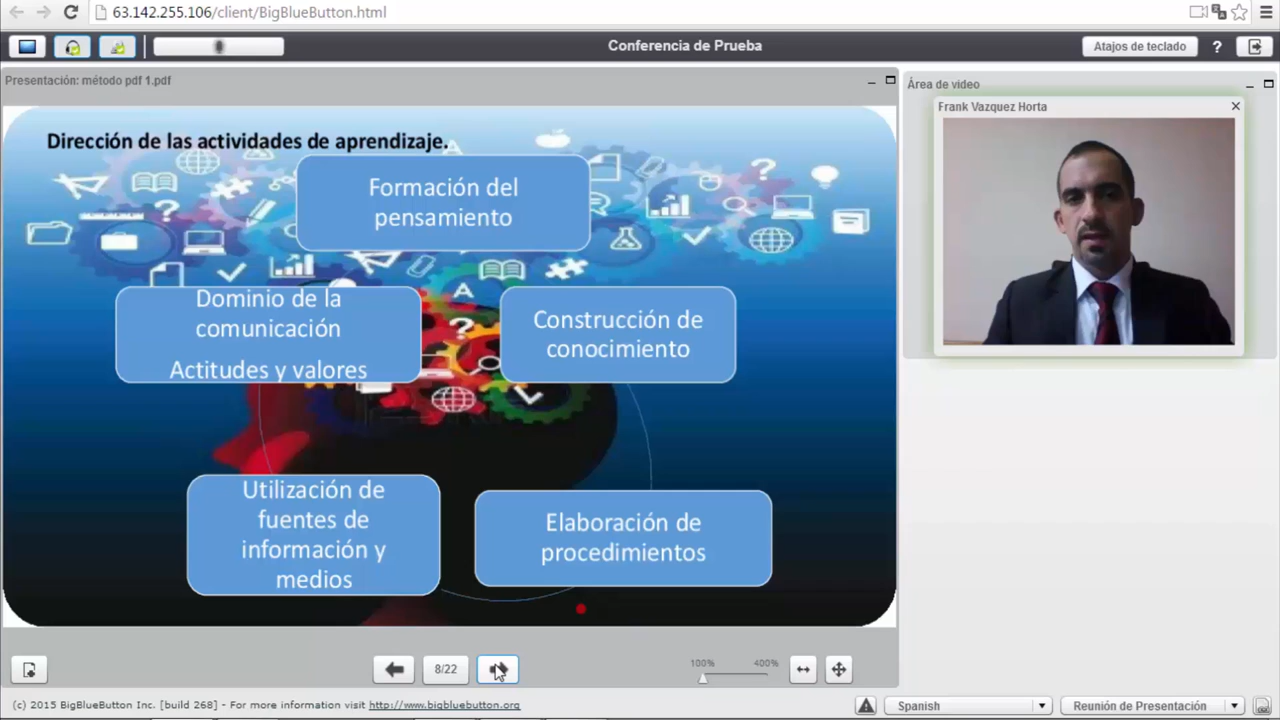 63.142.255.106/client/BigBlueButton.html
Conferencia de Prueba
Atajos de teclado
?
Presentación: método pdf 1.pdf
Área de video
Frank Vazquez Horta
Dirección de las actividades de aprendizaje.
Formación del
pensamiento
Dominio de la
comunicación
Actitudes y valores
Construcción de
conocimiento
Utilización de
fuentes de
información y
medios
Elaboración de
procedimientos
8/22
100%
400%
(c) 2015 BigBlueButton Inc. [build 268] - For more information visit http://www.bigbluebutton.org
Spanish
Reunión de Presentación